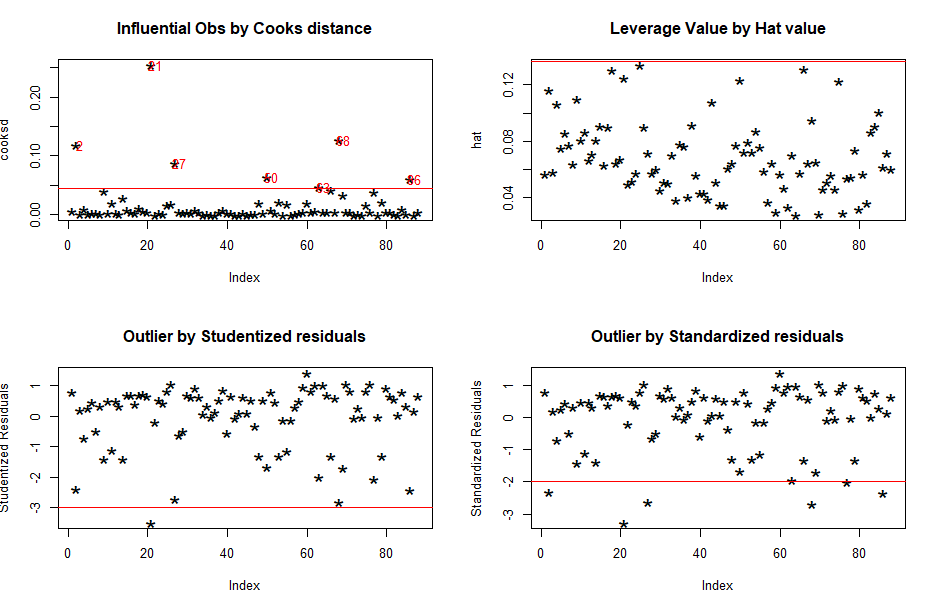 Influential Obs by Cooks distance
cooksd
0.00 0.10 0.20
21
2
27
68
50
63
86
0 20 40 60 80
Index
Leverage Value by Hat value
hat
0.04 0.08 0.12
0 20 40 60 80
Index
Outlier by Studentized residuals
Studentized Residuals
-3 -2 -1 0 1
0 20 40 60 80
Index
Outlier by Standardized residuals
Standardized Residuals
-3 -2 -1 0 1
0 20 40 60 80
Index